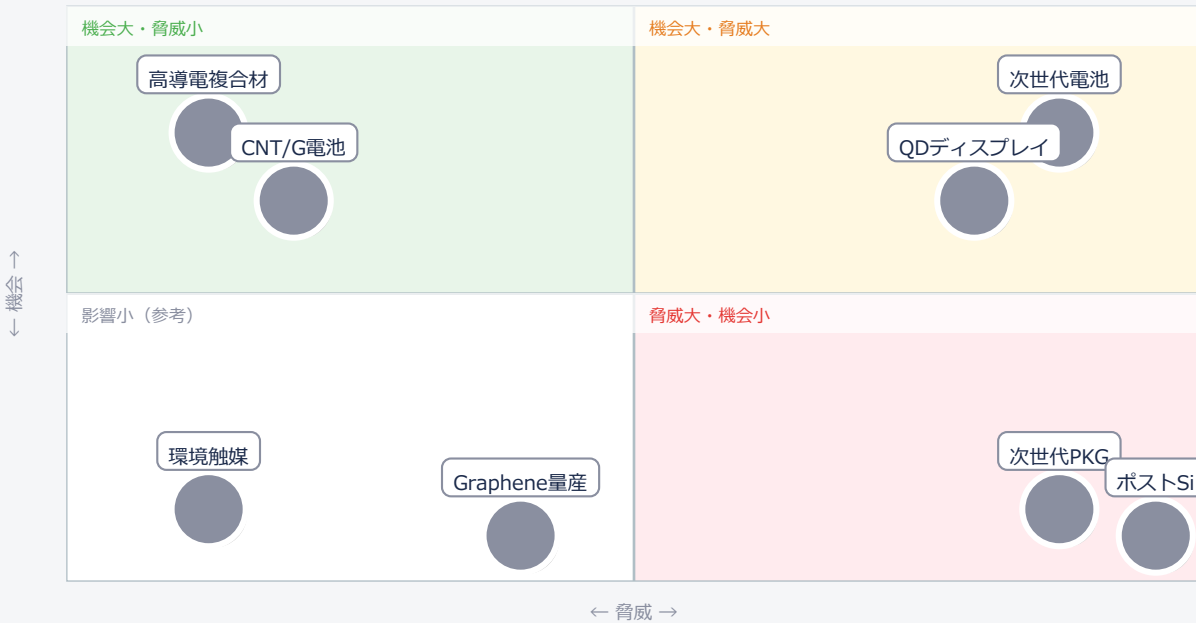 機会大・脅威小
機会大・脅威大
高導電複合材
次世代電池
CNT/G電池
QDディスプレイ
← 機会 →
影響小（参考）
脅威大・機会小
環境触媒
次世代PKG
Graphene量産
ポストSi
← 脅威 →